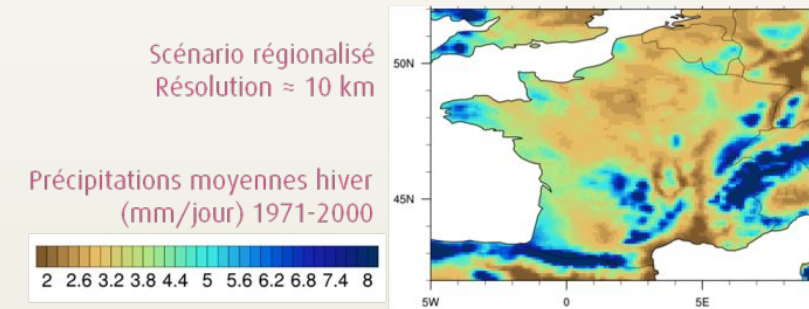 Scénario régionalisé
Résolution ≈ 10 km
Précipitations moyennes hiver
(mm/jour) 1971-2000
2 2.6 3.2 3.8 4.4 5 5.6 6.2 6.8 7.4 8
50N
45N
5W 0 5E